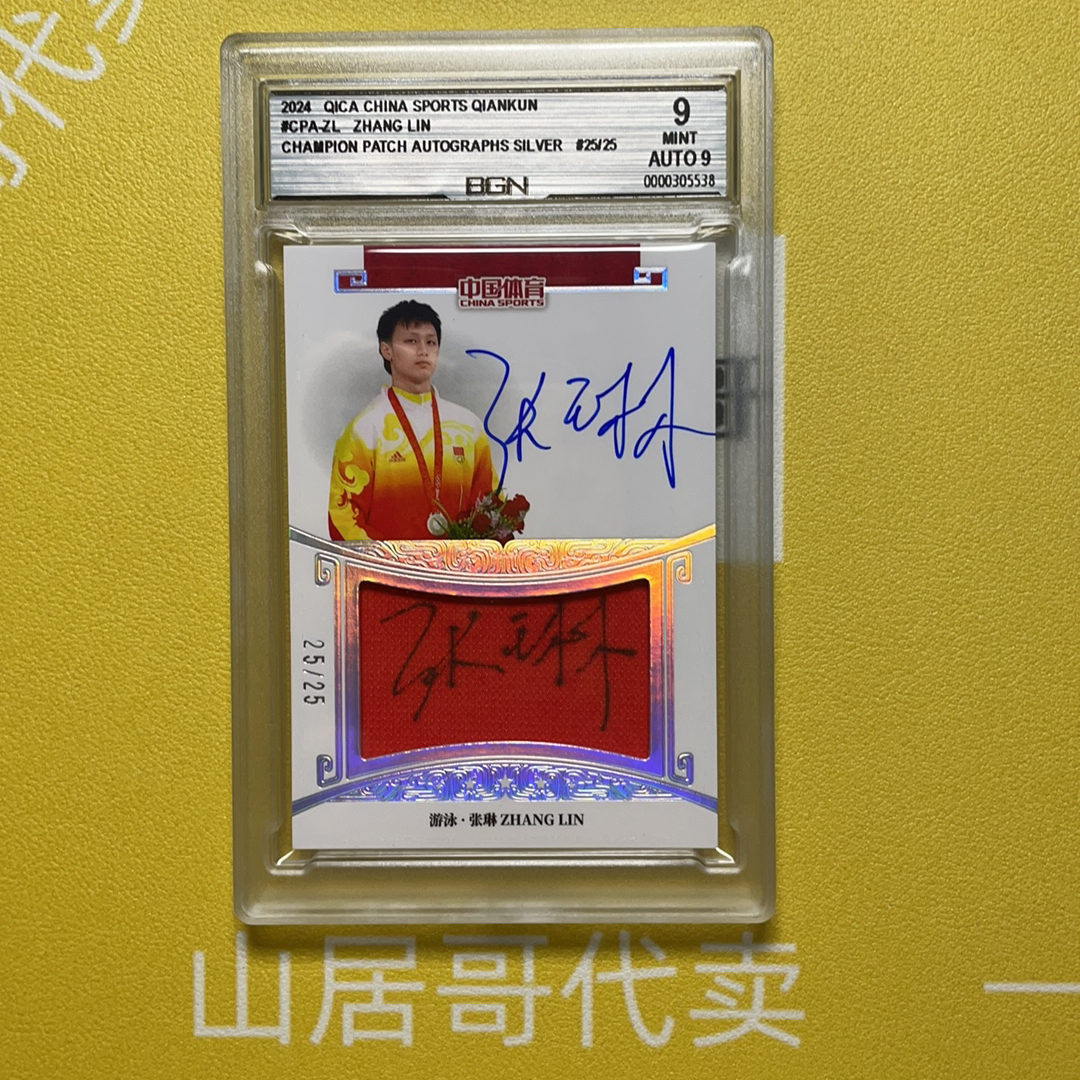 2024 QICA CHINA SPORTS QIANKUN
#CPA-ZL ZHANG LIN
CHAMPION PATCH AUTOGRAPHS SILVER #25/25
9
MINT
AUTO 9
0000305538
BGN
中国体育
CHINA SPORTS
张琳
张琳
25/25
游泳·张琳 ZHANG LIN
山居哥代卖